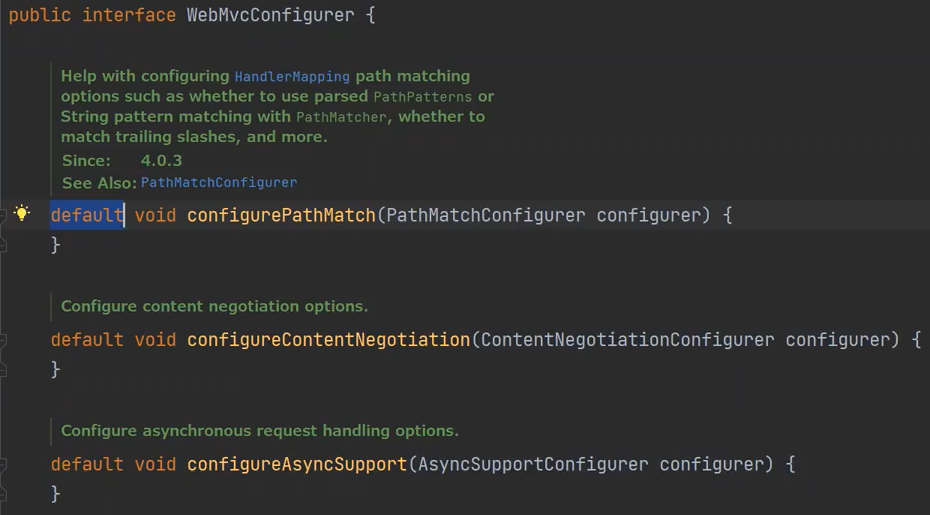 public interface WebMvcConfigurer {
Help with configuring HandlerMapping path matching
options such as whether to use parsed PathPatterns or
String pattern matching with PathMatcher, whether to
match trailing slashes, and more.
Since: 4.0.3
See Also: PathMatchConfigurer
default void configurePathMatch(PathMatchConfigurer configurer) {
}
Configure content negotiation options.
default void configureContentNegotiation(ContentNegotiationConfigurer configurer) {
}
Configure asynchronous request handling options.
default void configureAsyncSupport(AsyncSupportConfigurer configurer) {
}